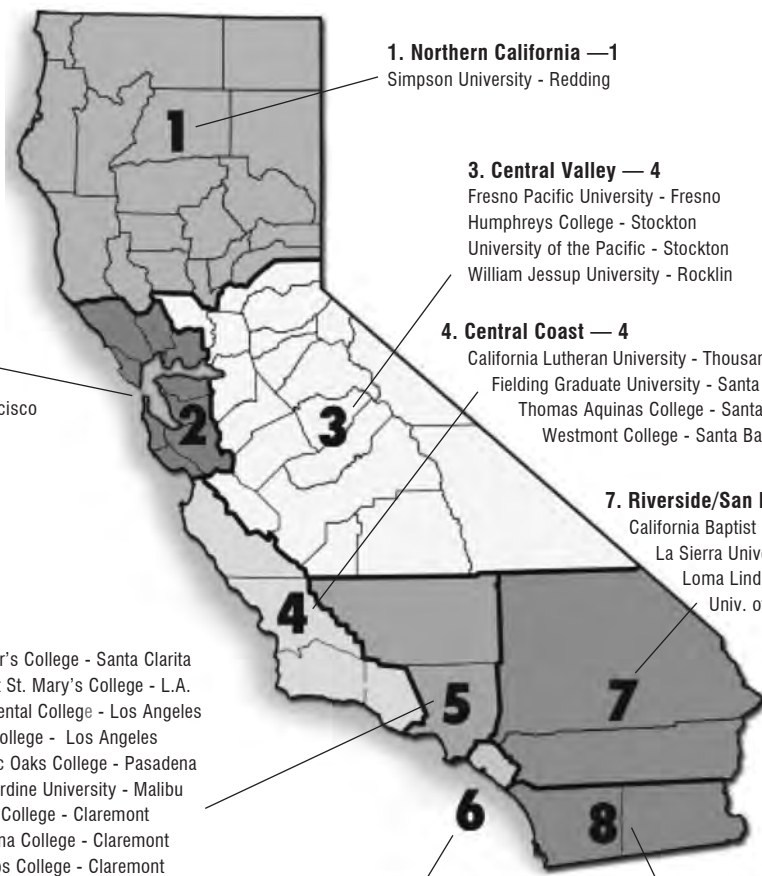 1. Northern California —1
Simpson University - Redding
3. Central Valley — 4
Fresno Pacific University - Fresno
Humphreys College - Stockton
University of the Pacific - Stockton
William Jessup University - Rocklin
4. Central Coast — 4
California Lutheran University - Thousan
Fielding Graduate University - Santa
Thomas Aquinas College - Santa
Westmont College - Santa Ba
cisco
7. Riverside/San
California Baptist
La Sierra Unive
Loma Lind
Univ. o
r's College - Santa Clarita
t St. Mary's College - L.A.
ental College - Los Angeles
ollege - Los Angeles
c Oaks College - Pasadena
rdine University - Malibu
College - Claremont
na College - Claremont
ps College - Claremont
1
2
3
4
5
6
7
8